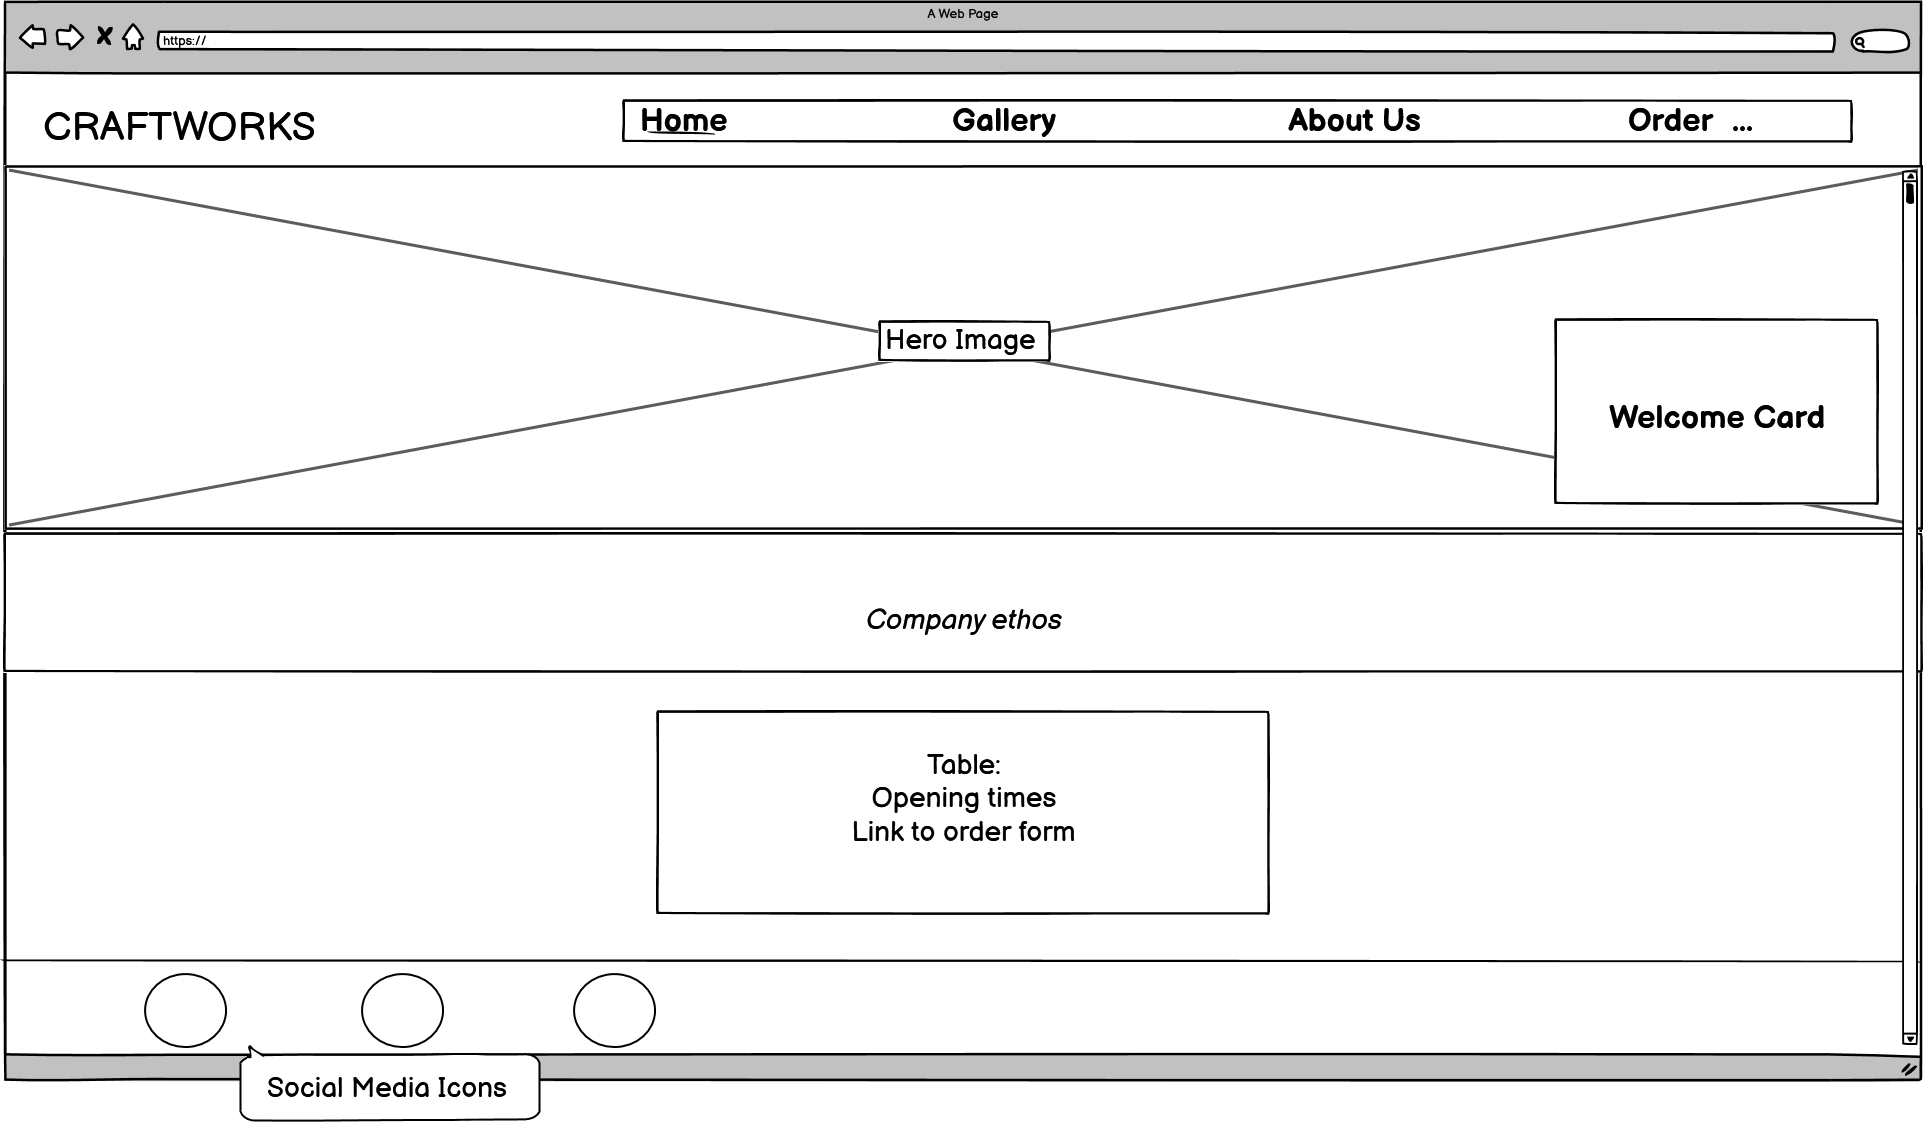 A Web Page
https://
CRAFTWORKS
Home Gallery About Us Order ...
Hero Image
Welcome Card
Company ethos
Table:
Opening times
Link to order form
Social Media Icons